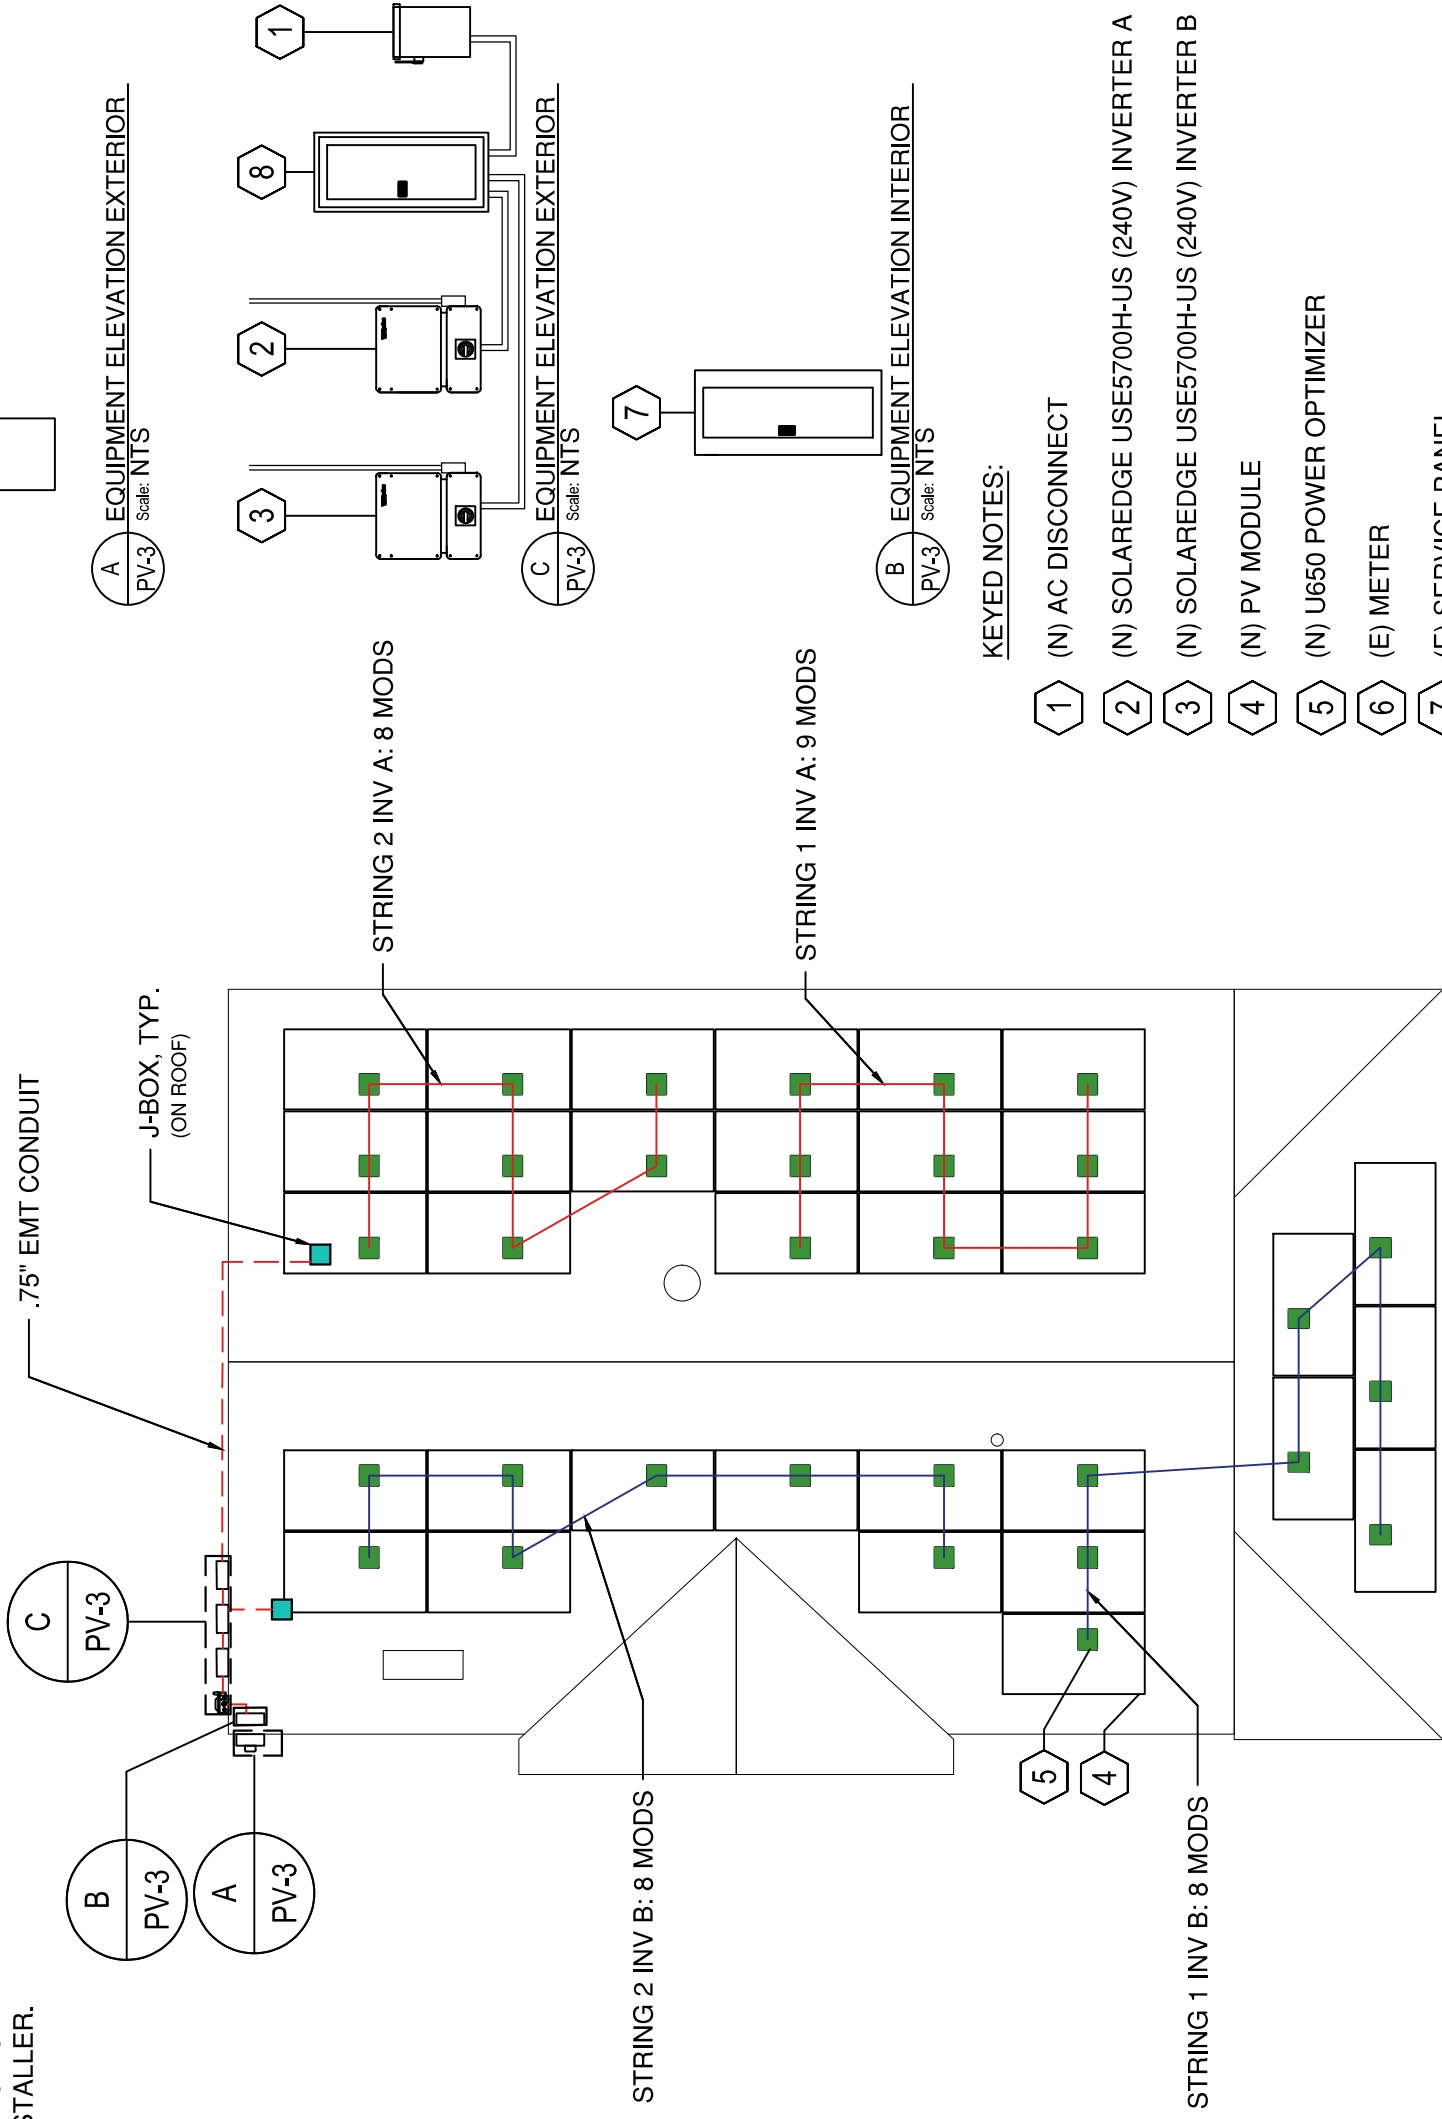 STALLER.
.75" EMT CONDUIT
J-BOX, TYP.
(ON ROOF)
C
PV-3
B
PV-3
A
PV-3
STRING 2 INV A: 8 MODS
STRING 1 INV A: 9 MODS
STRING 2 INV B: 8 MODS
STRING 1 INV B: 8 MODS
5
4
A
PV-3
EQUIPMENT ELEVATION EXTERIOR
Scale: NTS
3
2
8
1
C
PV-3
EQUIPMENT ELEVATION EXTERIOR
Scale: NTS
7
B
PV-3
EQUIPMENT ELEVATION INTERIOR
Scale: NTS
KEYED NOTES:
1 (N) AC DISCONNECT
2 (N) SOLAREDGE USE5700H-US (240V) INVERTER A
3 (N) SOLAREDGE USE5700H-US (240V) INVERTER B
4 (N) PV MODULE
5 (N) U650 POWER OPTIMIZER
6 (E) METER
7 (E) SERVICE PANEL